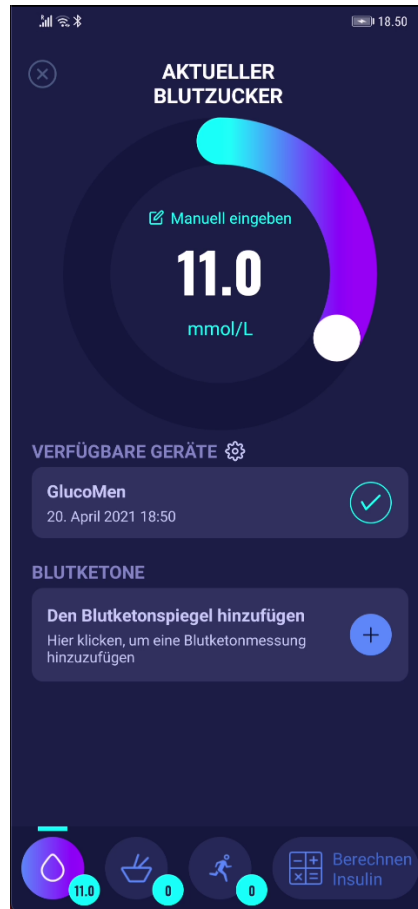 18.50
AKTUELLER
BLUTZUCKER
Manuell eingeben
11.0
mmol/L
VERFÜGBARE GERÄTE
GlucoMen
20. April 2021 18:50
BLUTKETONE
Den Blutketonspiegel hinzufügen
Hier klicken, um eine Blutketonmessung
hinzuzufügen
+
11.0
0
0
Berechnen
Insulin